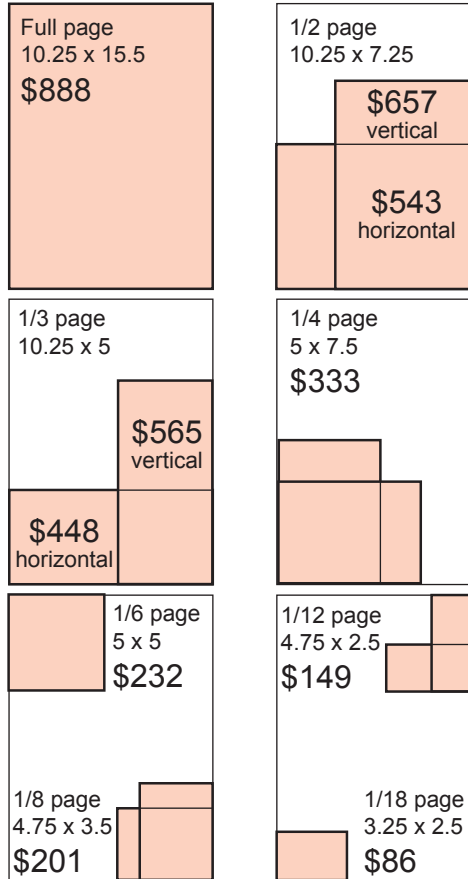 Full page
10.25 x 15.5
$888
1/2 page
10.25 x 7.25
$657
vertical
$543
horizontal
1/3 page
10.25 x 5
$565
vertical
$448
horizontal
1/4 page
5 x 7.5
$333
1/6 page
5 x 5
$232
1/12 page
4.75 x 2.5
$149
1/8 page
4.75 x 3.5
$201
1/18 page
3.25 x 2.5
$86